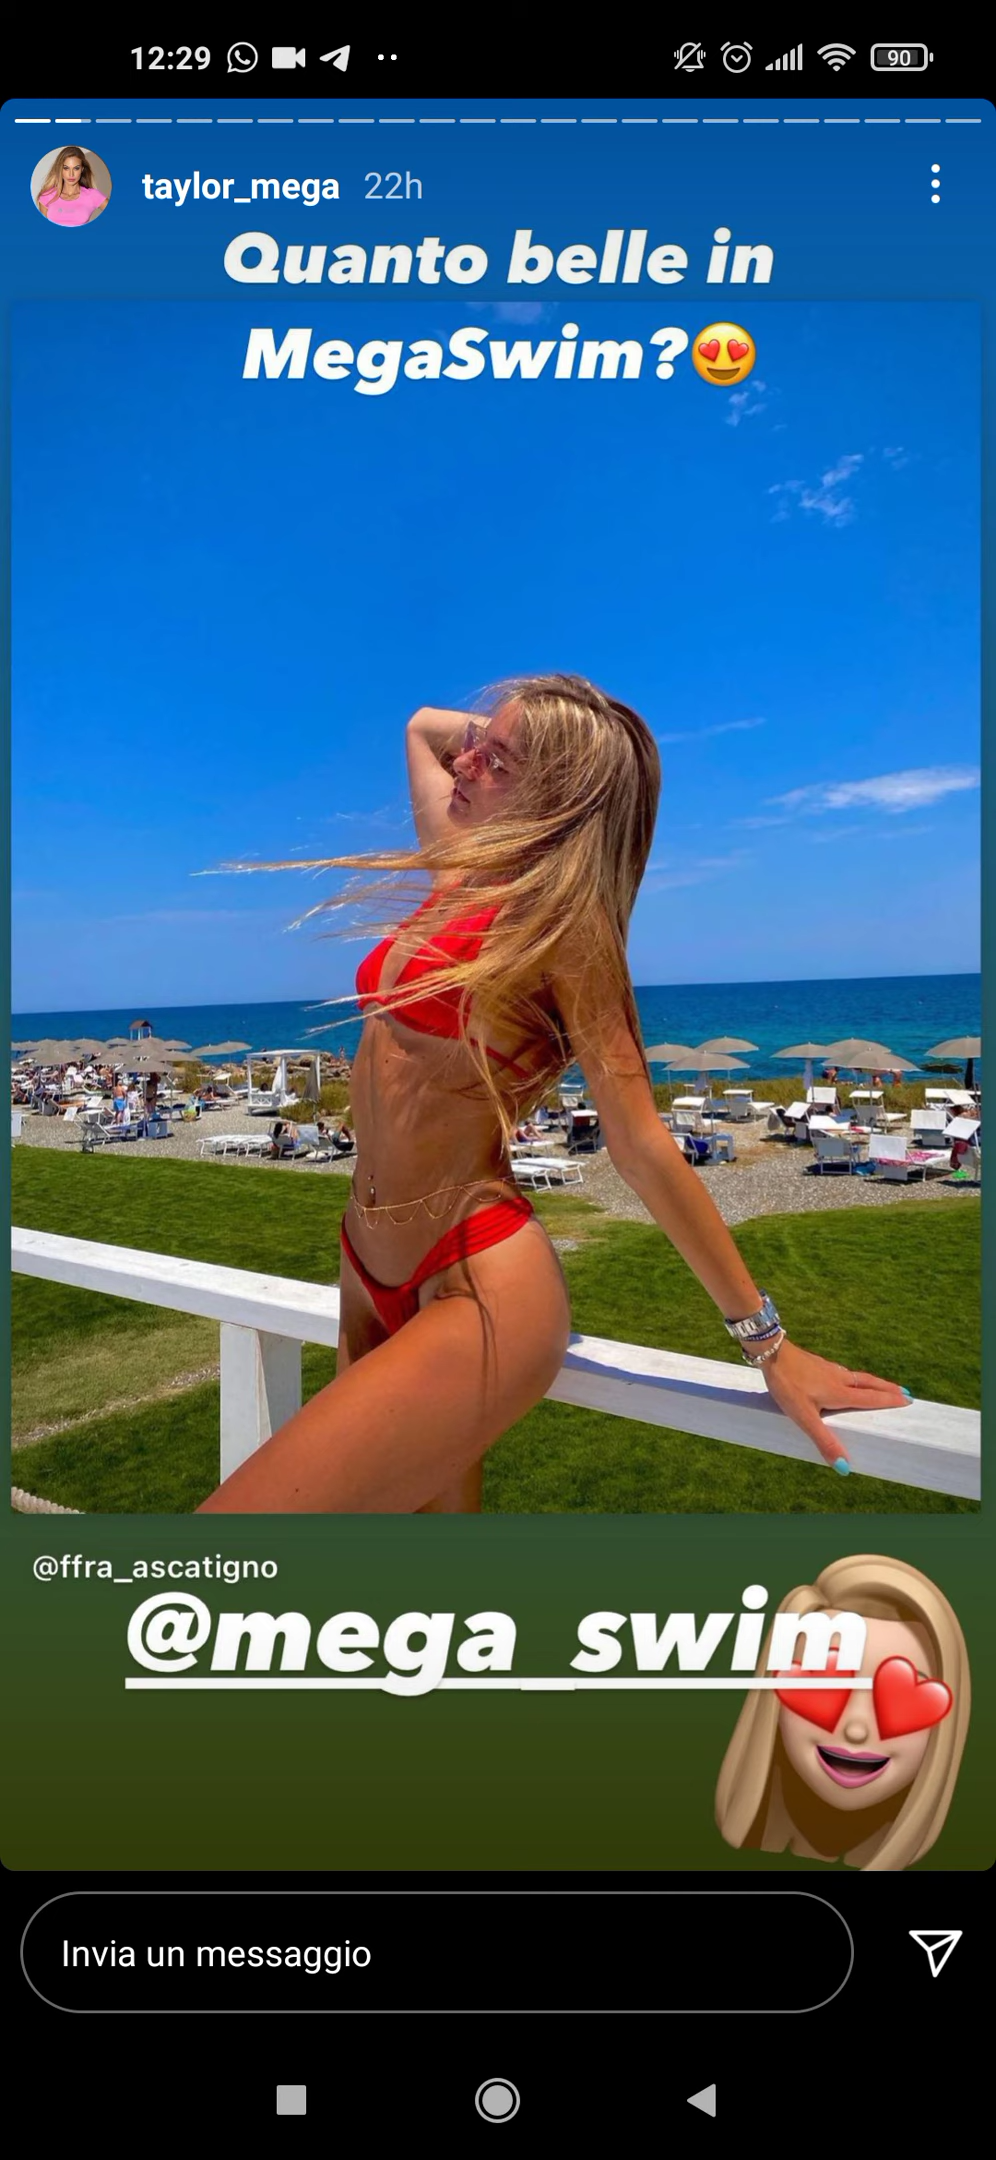 12:29
90
taylor_mega 22h
Quanto belle in
MegaSwim?😍
@ffra_ascatigno
@mega_swim
Invia un messaggio